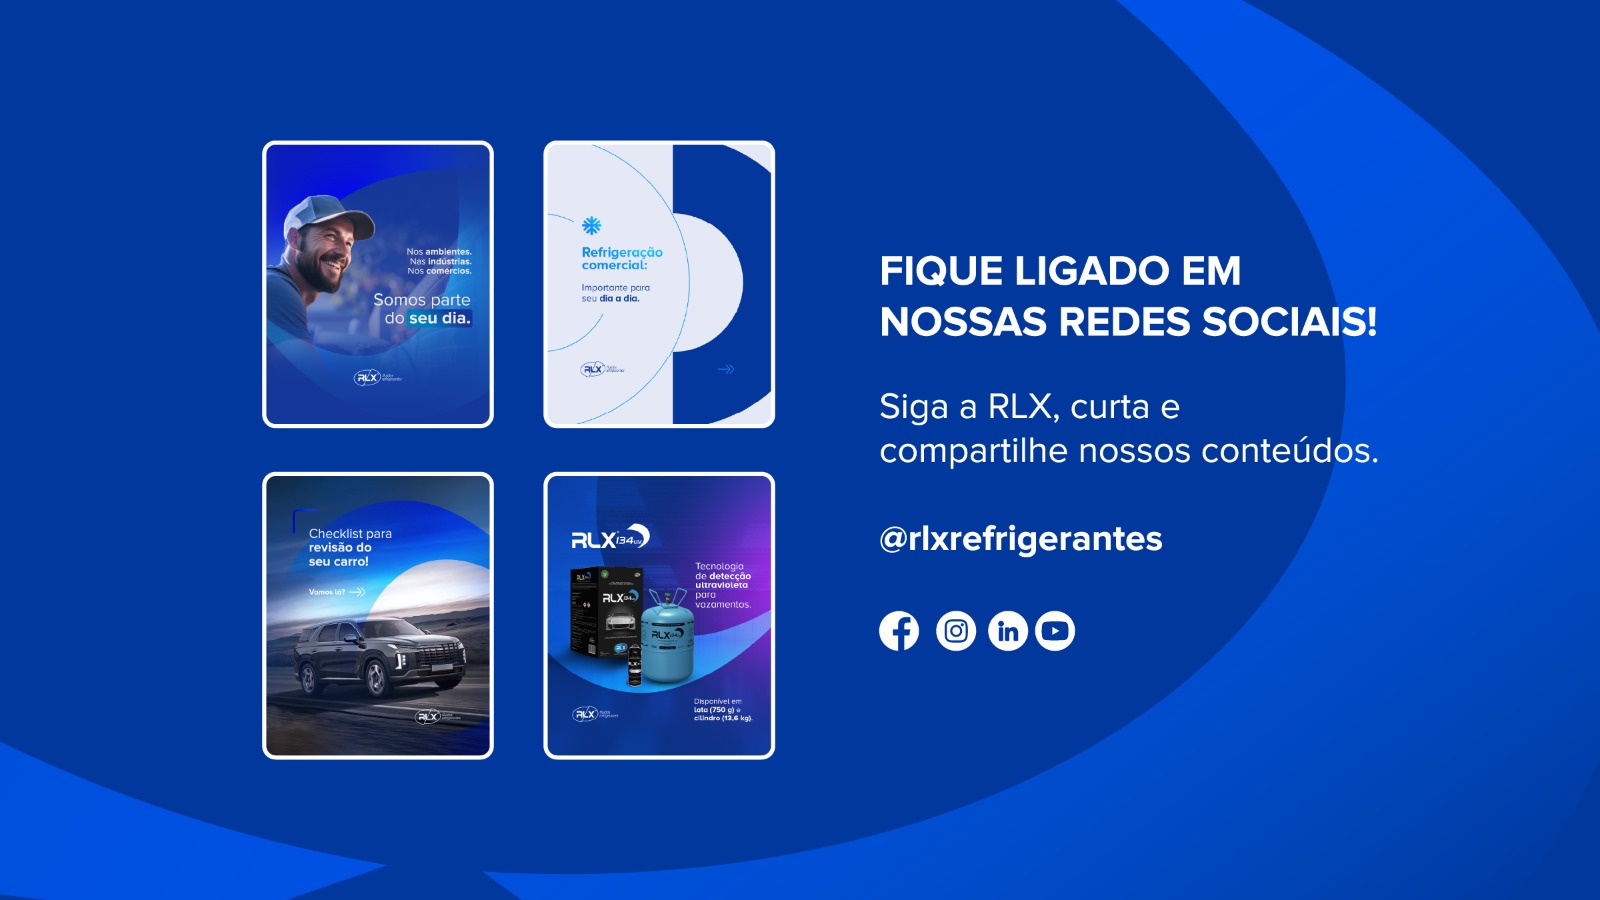 Nos ambientes.
Nas indústrias.
Nos comércios.
Somos parte
do seu dia.
RLX
Refrigeração
comercial:
Importante para
seu dia a dia.
RLX
Checklist para
revisão do
seu carro!
Vamos lá?
RLX
RLX 134UV
Tecnologia
de detecção
ultravioleta
para
vazamentos.
RLX
RLX
RLX
Disponível em
lata (750 g) e
cilindro (13,6 kg).
RLX
FIQUE LIGADO EM
NOSSAS REDES SOCIAIS!
Siga a RLX, curta e
compartilhe nossos conteúdos.
@rlxrefrigerantes